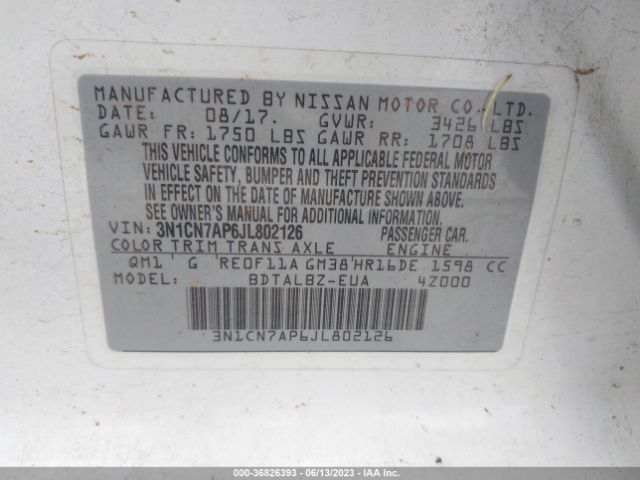 MANUFACTURED BY NISSAN MOTOR CO., LTD.
DATE: 08/17. GVWR: 3426 LBS
GAWR FR: 1750 LBS GAWR RR: 1708 LBS
THIS VEHICLE CONFORMS TO ALL APPLICABLE FEDERAL MOTOR
VEHICLE SAFETY, BUMPER AND THEFT PREVENTION STANDARDS
IN EFFECT ON THE DATE OF MANUFACTURE SHOWN ABOVE.
SEE OWNER'S MANUAL FOR ADDITIONAL INFORMATION.
VIN: 3N1CN7AP6JL802126 PASSENGER CAR.
COLOR TRIM TRANS AXLE ENGINE
QM1 G RE0F11A GM38 HR16DE 1598 CC
MODEL: BDTALBZ-EUA 4Z000
3N1CN7AP6JL802126
000-36826393 - 06/13/2023 - IAA Inc.